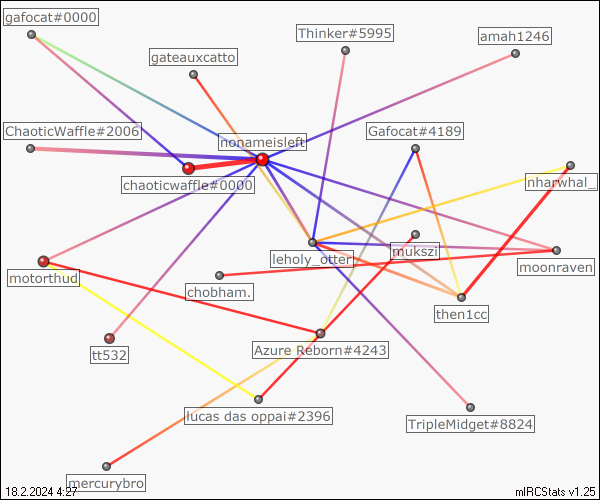 gafocat#0000
Thinker#5995
amah1246
gateauxcatto
ChaoticWaffle#2006
nonameisleft
Gafocat#4189
chaoticwaffle#0000
nharwhal_
leholy_otter
mukszi
moonraven
motorthud
chobham.
then1cc
tt532
Azure Reborn#4243
lucas das oppai#2396
TripleMidget#8824
mercurybro
18.2.2024 4:27
mIRCStats v1.25